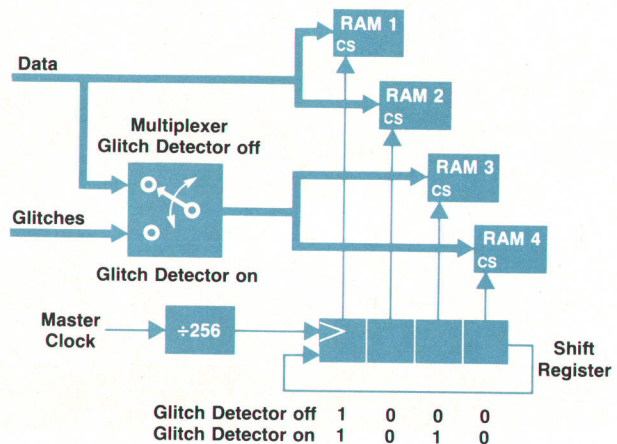 RAM 1
CS
Data
RAM 2
CS
Multiplexer
Glitch Detector off
RAM 3
CS
Glitches
RAM 4
CS
Glitch Detector on
Master
Clock
÷256
Shift
Register
Glitch Detector off 1 0 0 0
Glitch Detector on 1 0 1 0